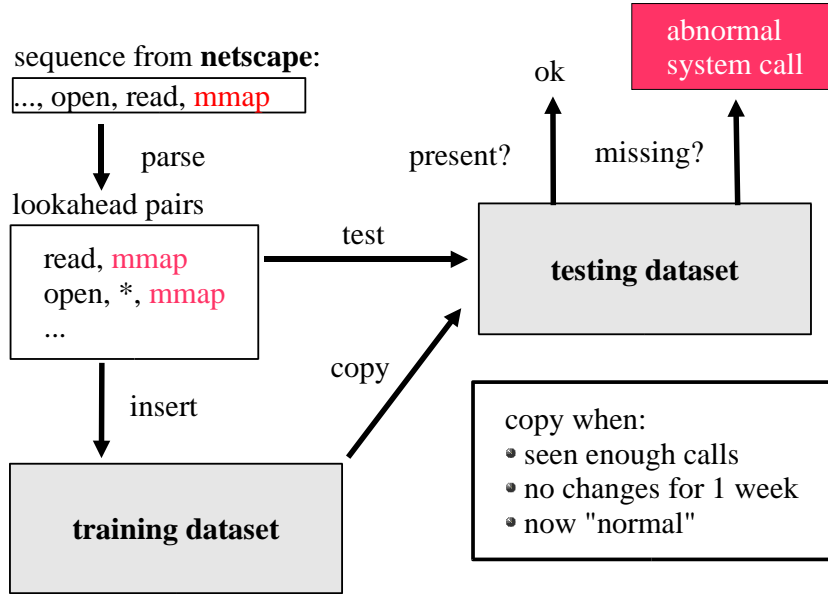 sequence from netscape:
..., open, read, mmap
parse
lookahead pairs
read, mmap
open, *, mmap
...
insert
training dataset
test
copy
testing dataset
present?
missing?
ok
abnormal
system call
copy when:
• seen enough calls
• no changes for 1 week
• now "normal"